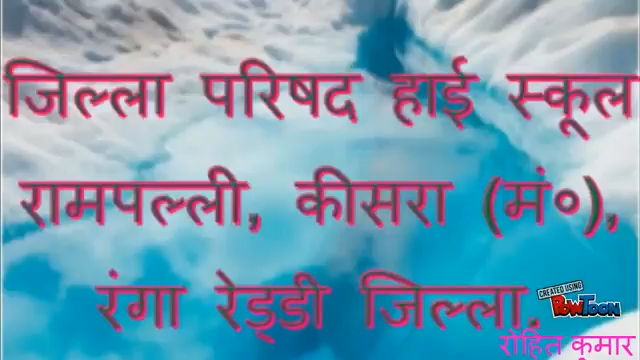 जिल्ला परिषद हाई स्कूल
रामपल्ली, कीसरा (मं०),
रंगा रेड्डी जिल्ला.
CREATED USING
POWTOON
रोहित कुमार